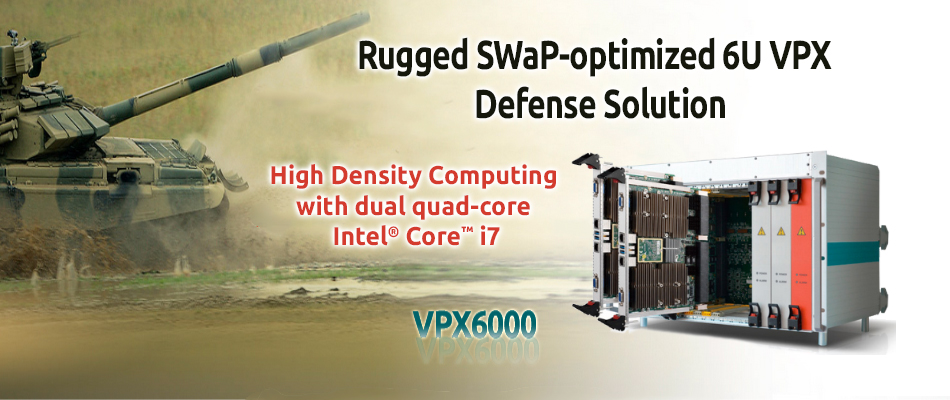 Rugged SWaP-optimized 6U VPX
Defense Solution
High Density Computing
with dual quad-core
Intel® Core™ i7
VPX6000